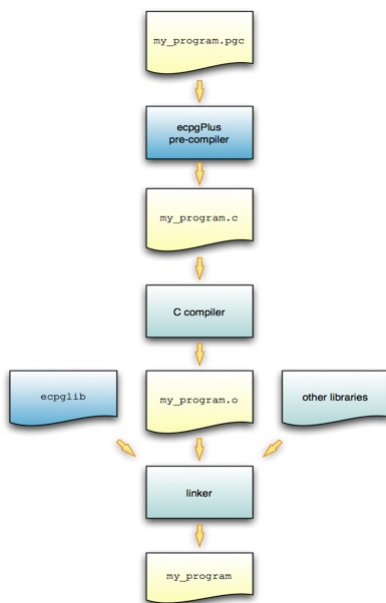 my_program.pgc
ecpgPlus
pre-compiler
my_program.c
C compiler
ecpglib
my_program.o
other libraries
linker
my_program